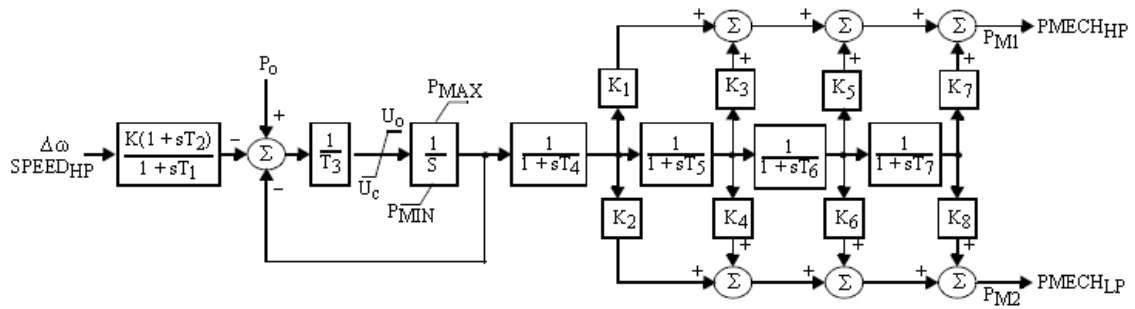 Δω
SPEEDHP
K(1+sT2)
1+sT1
−
Po
+
Σ
−
1
T3
Uo
Uc
PMAX
1
S
PMIN
1
1+sT4
K1
K2
+
+
1
1+sT5
Σ
+
K3
K4
+
Σ
+
+
1
1+sT6
Σ
+
K5
K6
+
Σ
+
+
1
1+sT7
Σ
+
K7
K8
+
Σ
PM1
PMECHHP
PM2
PMECHLP